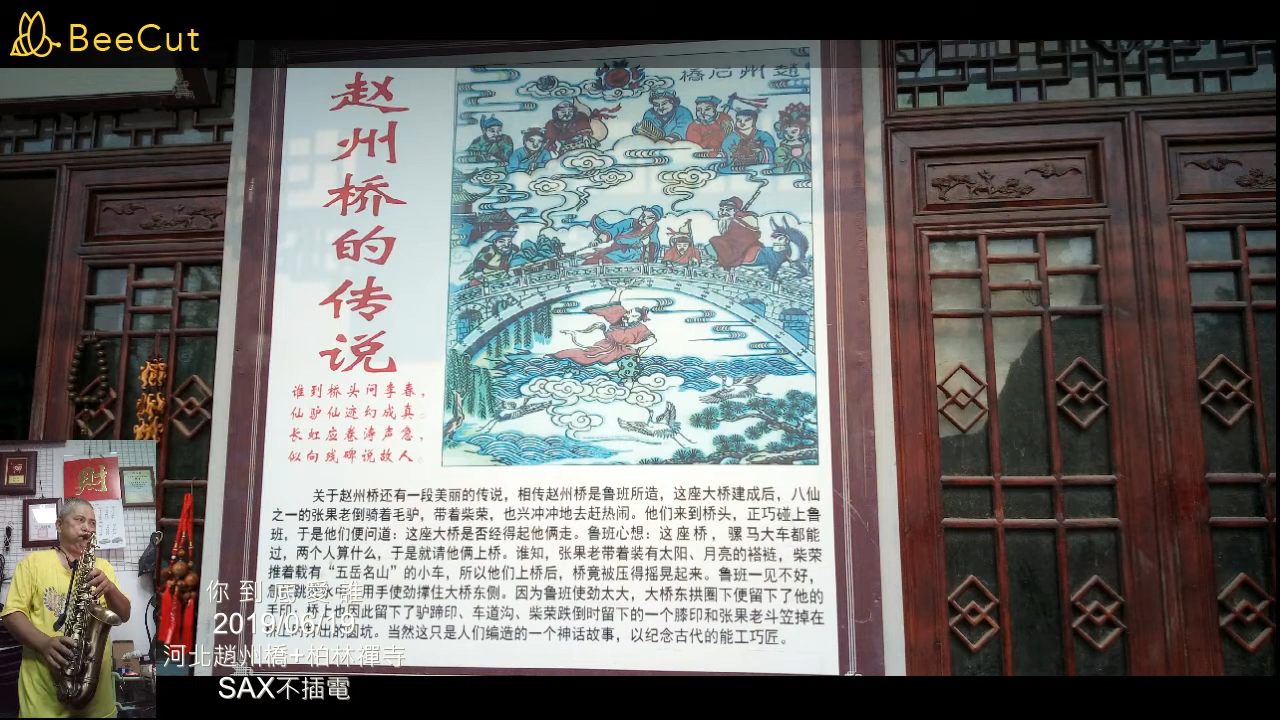 BeeCut
趙州石橋
赵州桥的传说
谁到桥头问李春，
仙驴仙迹幻成真。
长虹应卷涛声急，
似向残碑说故人。
关于赵州桥还有一段美丽的传说，相传赵州桥是鲁班所造，这座大桥建成后，八仙
之一的张果老倒骑着毛驴，带着柴荣，也兴冲冲地去赶热闹。他们来到桥头，正巧碰上鲁
班，于是他们便问道：这座大桥是否经得起他俩走。鲁班心想：这座桥，骡马大车都能
过，两个人算什么，于是就请他俩上桥。谁知，张果老带着装有太阳、月亮的褡裢，柴荣
推着载有“五岳名山”的小车，所以他们上桥后，桥竟被压得摇晃起来。鲁班一见不好，
跳水用手使劲撑住大桥东侧。因为鲁班使劲太大，大桥东拱圈下便留下了他的
手印；桥上也因此留下了驴蹄印、车道沟、柴荣跌倒时留下的一个膝印和张果老斗笠掉在
出的圆坑。当然这只是人们编造的一个神话故事，以纪念古代的能工巧匠。
財
你到底愛誰
2019/06/19
河北趙州橋+柏林禪寺
SAX不插電